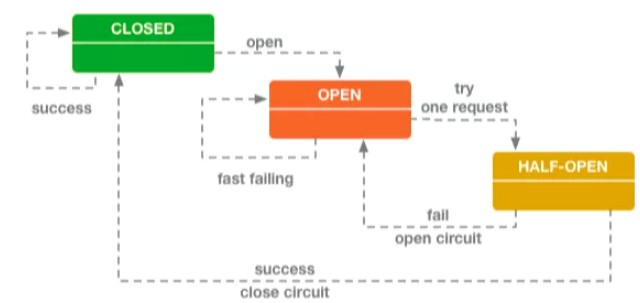 CLOSED
open
success
OPEN
try
one request
fast failing
HALF-OPEN
fail
open circuit
success
close circuit